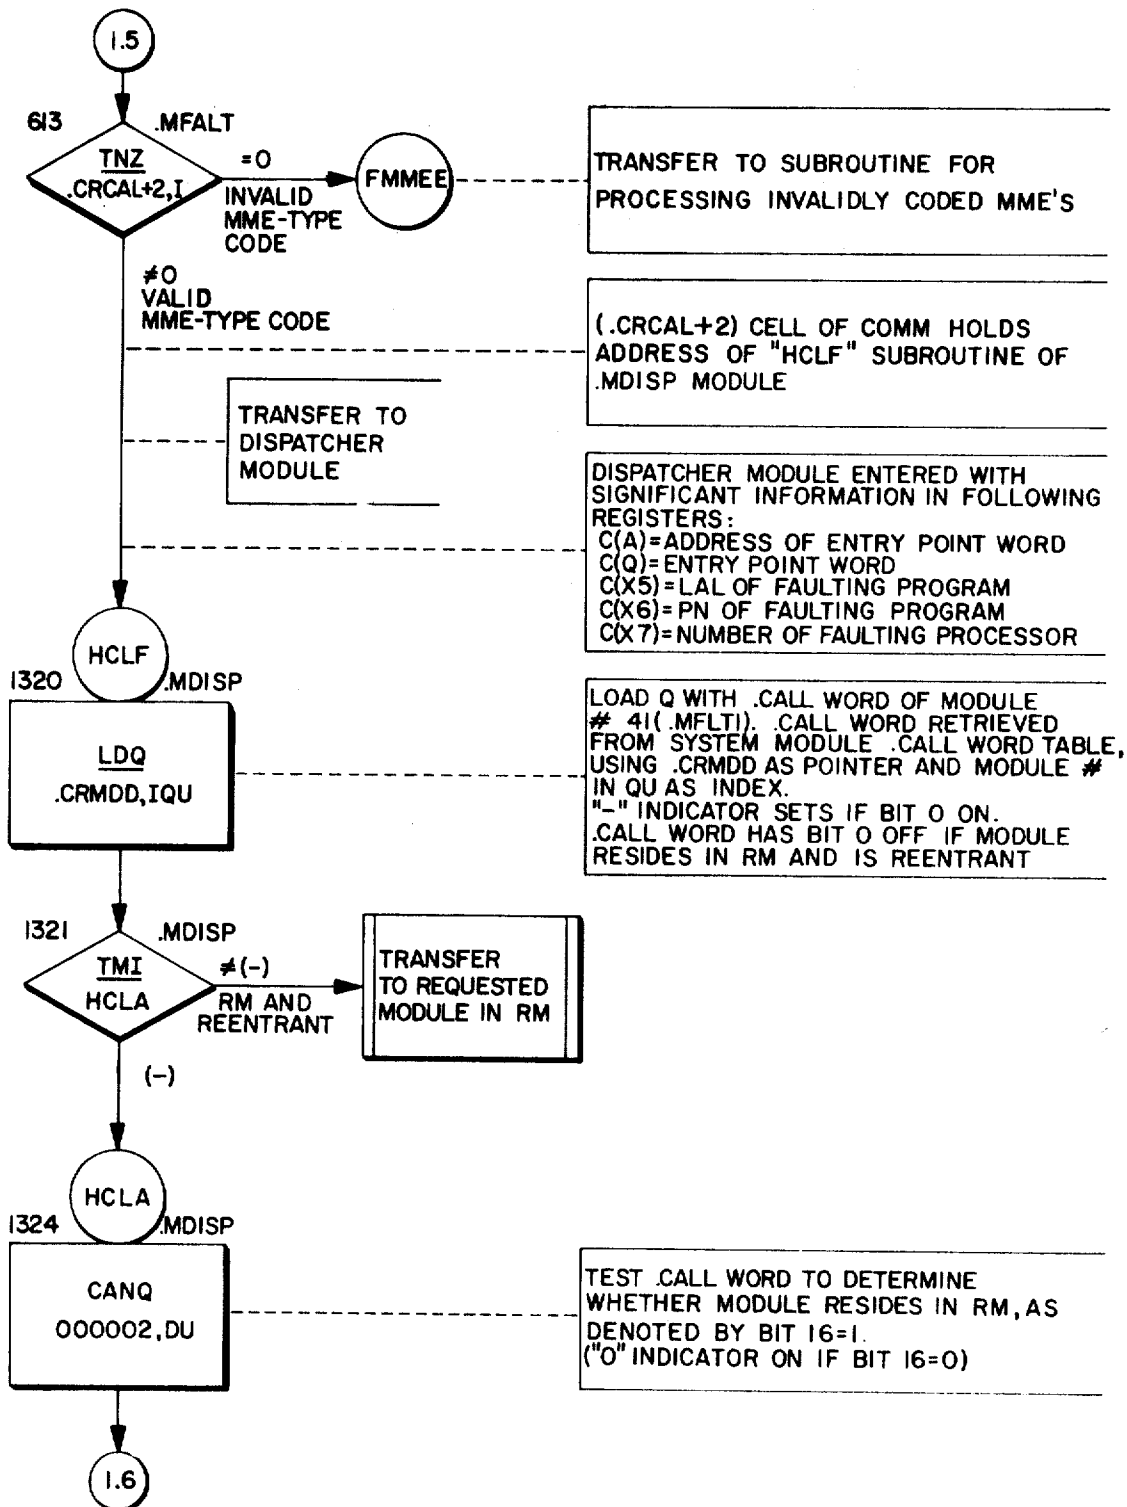 1.5
613
.MFALT
TNZ
.CRCAL+2,I
=0
INVALID
MME-TYPE
CODE
FMMEE
TRANSFER TO SUBROUTINE FOR
PROCESSING INVALIDLY CODED MME'S
≠0
VALID
MME-TYPE CODE
(.CRCAL+2) CELL OF COMM HOLDS
ADDRESS OF "HCLF" SUBROUTINE OF
.MDISP MODULE
TRANSFER TO
DISPATCHER
MODULE
DISPATCHER MODULE ENTERED WITH
SIGNIFICANT INFORMATION IN FOLLOWING
REGISTERS:
C(A)=ADDRESS OF ENTRY POINT WORD
C(Q)=ENTRY POINT WORD
C(X5)=LAL OF FAULTING PROGRAM
C(X6)=PN OF FAULTING PROGRAM
C(X7)=NUMBER OF FAULTING PROCESSOR
HCLF
1320
.MDISP
LDQ
.CRMDD,IQU
LOAD Q WITH .CALL WORD OF MODULE
# 41(.MFLT1). .CALL WORD RETRIEVED
FROM SYSTEM MODULE .CALL WORD TABLE,
USING .CRMDD AS POINTER AND MODULE #
IN QU AS INDEX.
"-" INDICATOR SETS IF BIT 0 ON.
.CALL WORD HAS BIT 0 OFF IF MODULE
RESIDES IN RM AND IS REENTRANT
1321
.MDISP
TMI
HCLA
≠(-)
RM AND
REENTRANT
TRANSFER
TO REQUESTED
MODULE IN RM
(-)
HCLA
1324
.MDISP
CANQ
000002,DU
TEST .CALL WORD TO DETERMINE
WHETHER MODULE RESIDES IN RM, AS
DENOTED BY BIT 16=1.
("0" INDICATOR ON IF BIT 16=0)
1.6